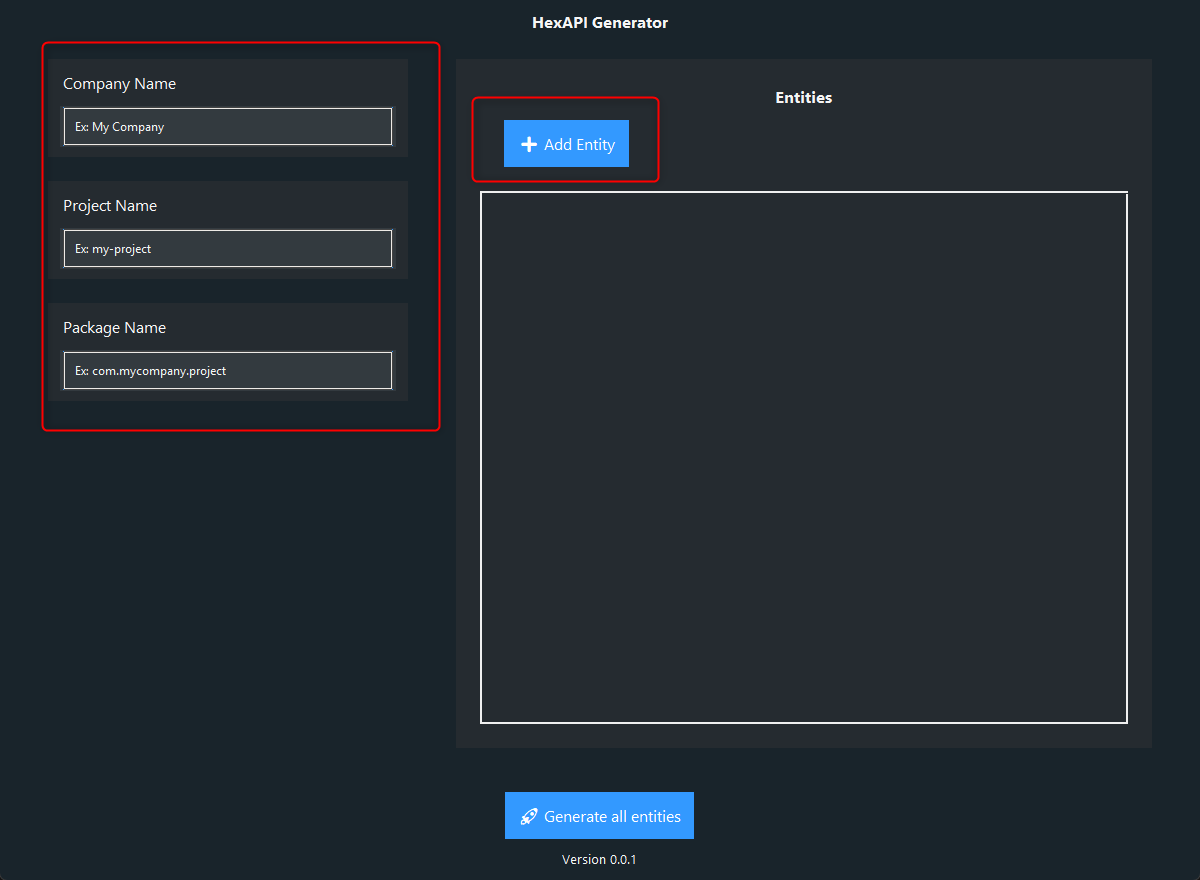 HexAPI Generator
Company Name
Ex: My Company
Project Name
Ex: my-project
Package Name
Ex: com.mycompany.project
Entities
Add Entity
Generate all entities
Version 0.0.1